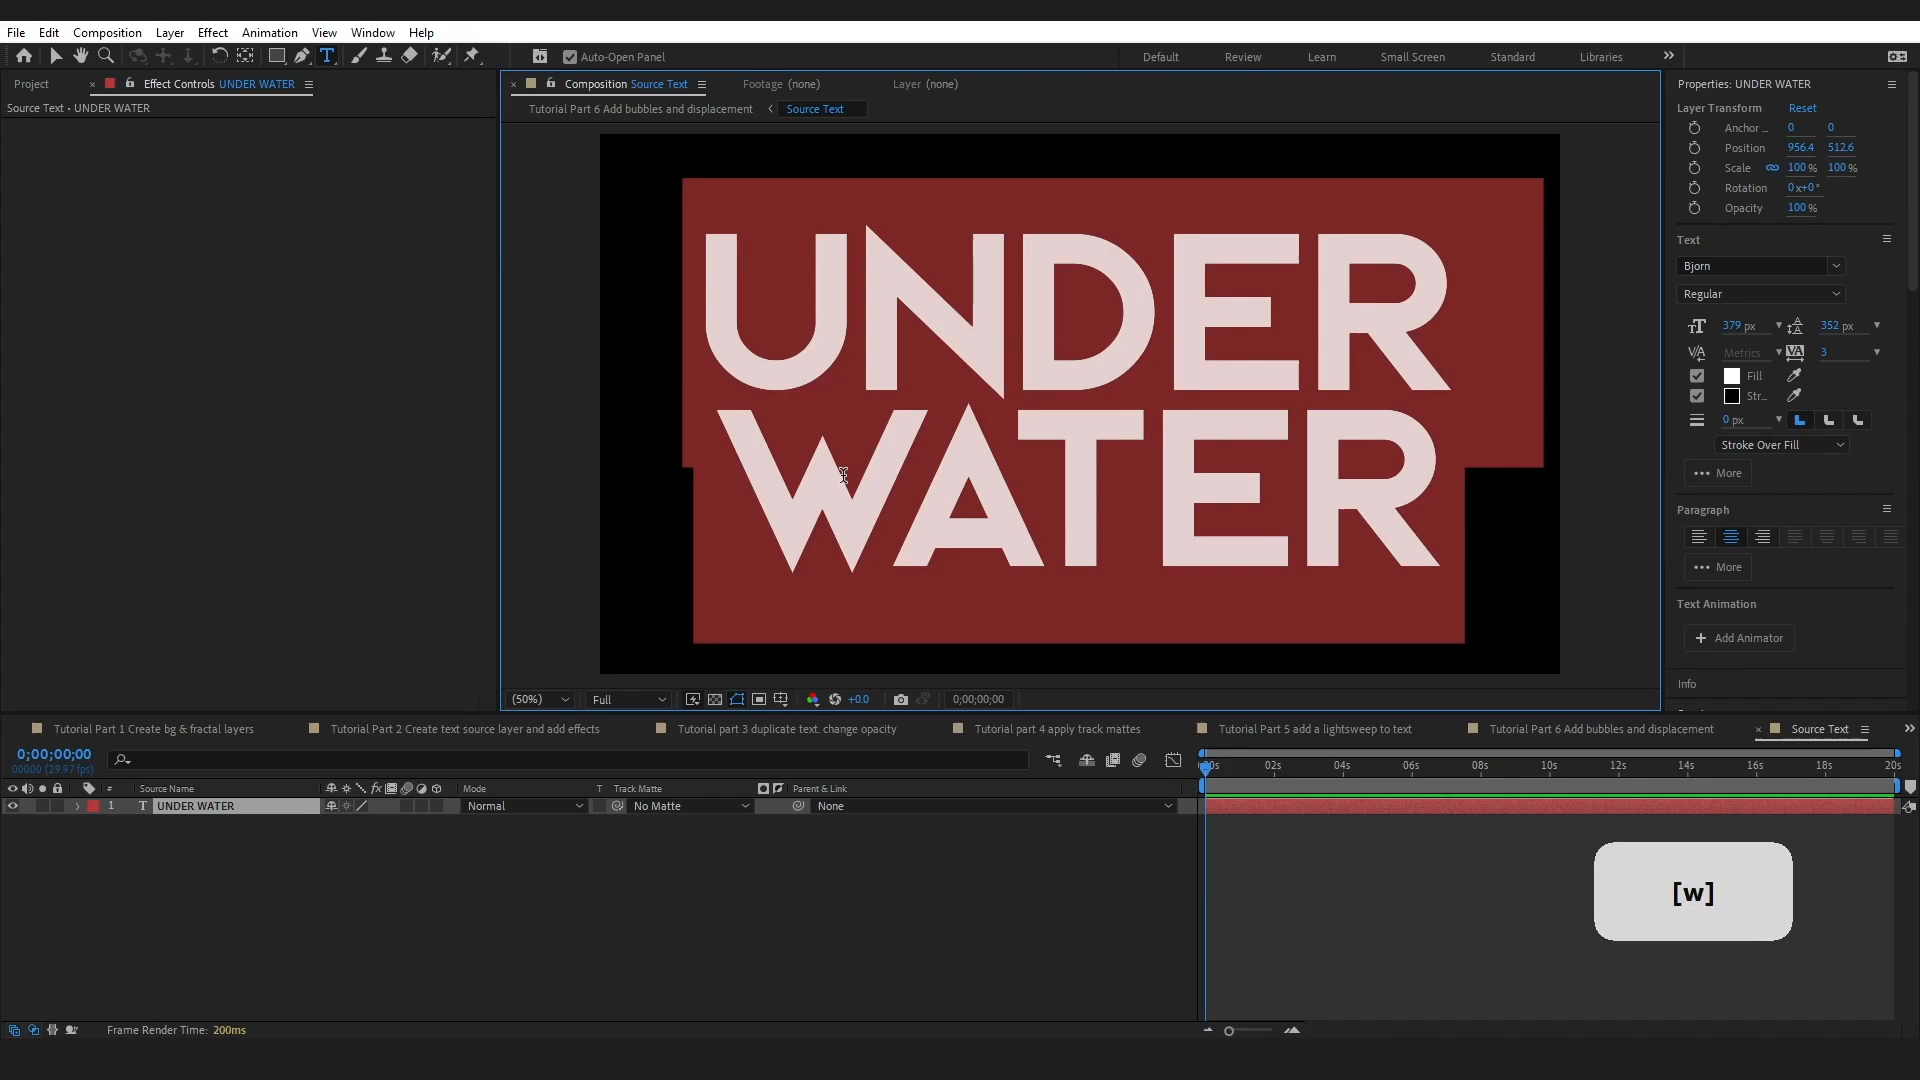 File Edit Composition Layer Effect Animation View Window Help
Auto-Open Panel Default Review Learn Small Screen Standard Libraries
Project Effect Controls UNDER WATER
Source Text • UNDER WATER
Composition Source Text Footage (none) Layer (none)
Tutorial Part 6 Add bubbles and displacement Source Text
UNDER
WATER
(50%) Full +0.0 0;00;00;00
Properties: UNDER WATER
Layer Transform Reset
Anchor ... 0 0
Position 956.4 512.6
Scale 100 % 100 %
Rotation 0x+0°
Opacity 100 %
Text
Bjorn
Regular
379 px 352 px
Metrics 3
Fill
Str...
0 px
Stroke Over Fill
More
Paragraph
More
Text Animation
Add Animator
Info
Tutorial Part 1 Create bg & fractal layers Tutorial Part 2 Create text source layer and add effects Tutorial part 3 duplicate text. change opacity Tutorial part 4 apply track mattes Tutorial Part 5 add a lightsweep to text Tutorial Part 6 Add bubbles and displacement Source Text
0;00;00;00
00000 (29.97 fps)
02s 04s 06s 08s 10s 12s 14s 16s 18s 20s
# Source Name fx Mode T Track Matte Parent & Link
1 T UNDER WATER Normal No Matte None
[w]
Frame Render Time: 200ms